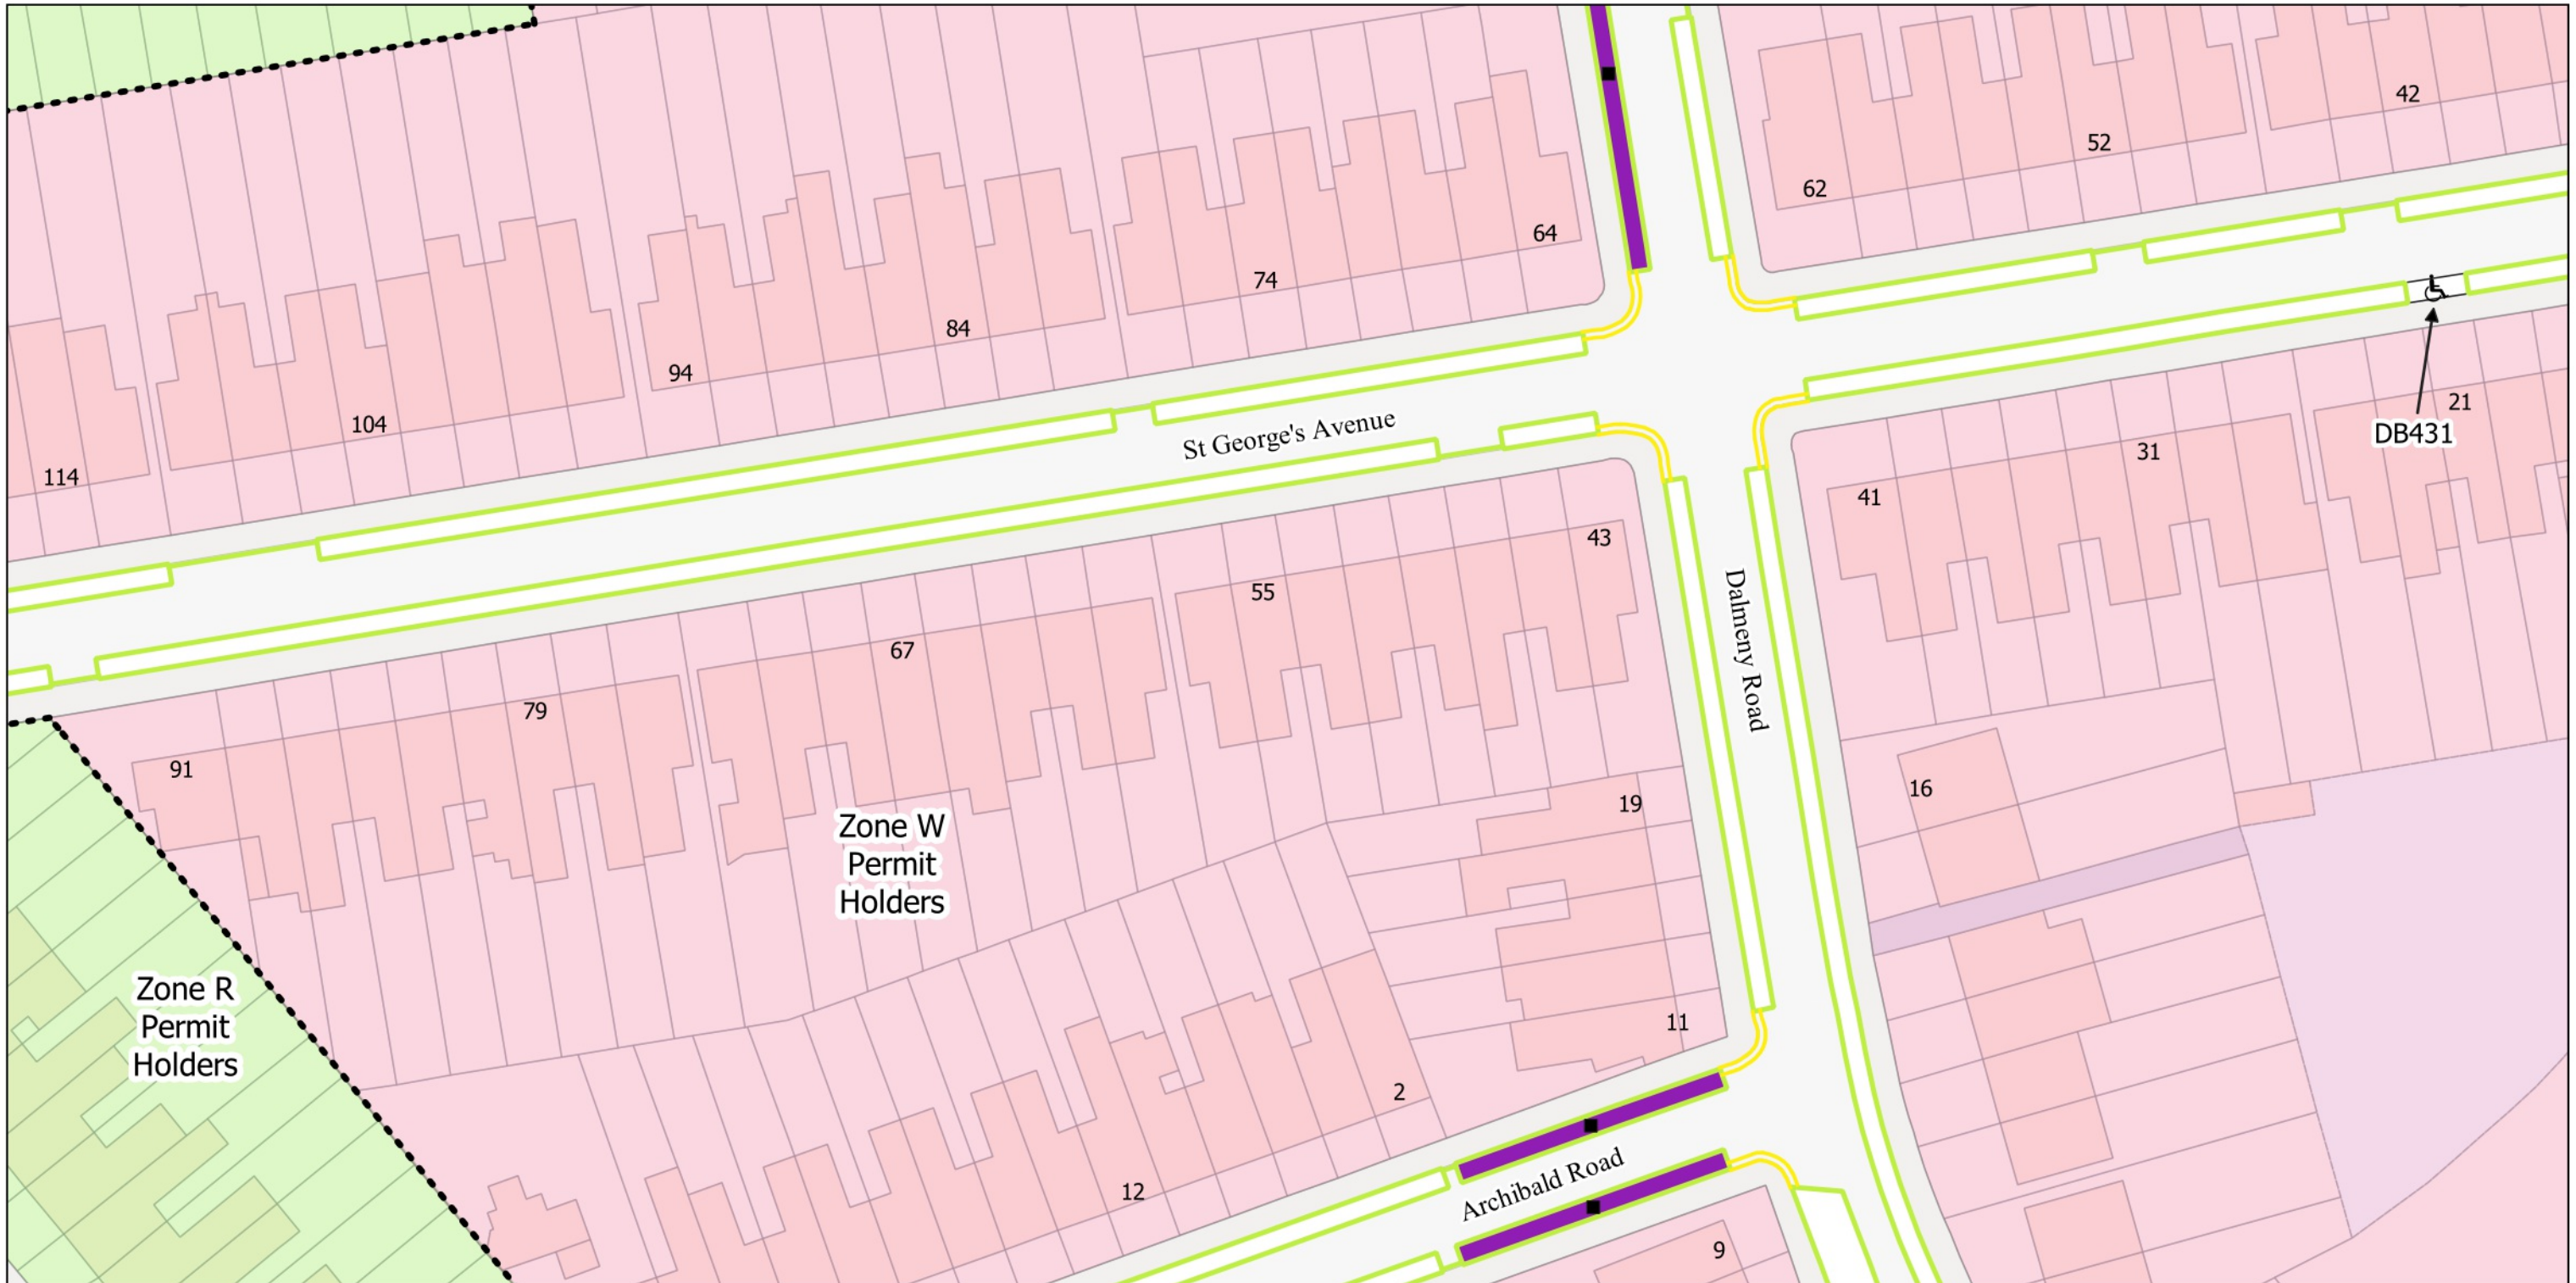 42
52
62
64
74
84
94
104
114
St George's Avenue
21
DB431
31
41
43
55
67
79
91
Dalmeny Road
16
19
11
Zone W
Permit
Holders
Zone R
Permit
Holders
2
12
Archibald Road
9